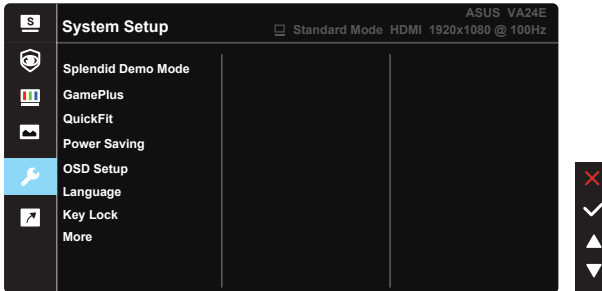 S
ASUS VA24E
System Setup
Standard Mode HDMI 1920x1080 @ 100Hz
Splendid Demo Mode
GamePlus
QuickFit
Power Saving
OSD Setup
Language
Key Lock
More